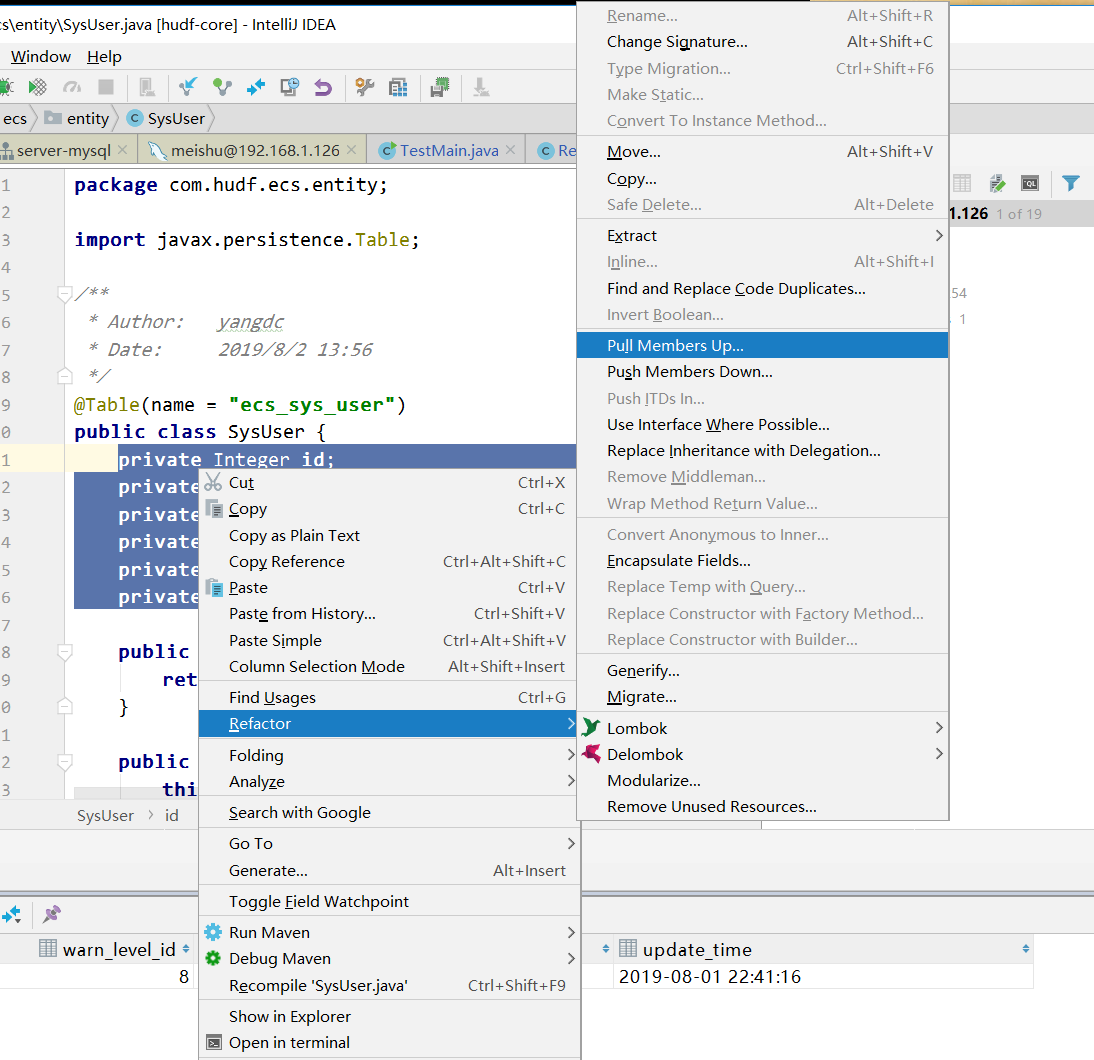 cs\entity\SysUser.java [hudf-core] - IntelliJ IDEA
Window Help
ecs entity SysUser
server-mysql meishu@192.168.1.126 TestMain.java Re
1 package com.hudf.ecs.entity;
2
3 import javax.persistence.Table;
4
5 /**
6 * Author: yangdc
7 * Date: 2019/8/2 13:56
8 */
9 @Table(name = "ecs_sys_user")
0 public class SysUser {
1 private Integer id;
2 private
3 private
4 private
5 private
6 private
7
8 public
9 ret
0 }
1
2 public
3 thi
SysUser id
Cut Ctrl+X
Copy Ctrl+C
Copy as Plain Text
Copy Reference Ctrl+Alt+Shift+C
Paste Ctrl+V
Paste from History... Ctrl+Shift+V
Paste Simple Ctrl+Alt+Shift+V
Column Selection Mode Alt+Shift+Insert
Find Usages Ctrl+G
Refactor
Folding
Analyze
Search with Google
Go To
Generate... Alt+Insert
Toggle Field Watchpoint
Run Maven
Debug Maven
Recompile 'SysUser.java' Ctrl+Shift+F9
Show in Explorer
Open in terminal
Rename... Alt+Shift+R
Change Signature... Alt+Shift+C
Type Migration... Ctrl+Shift+F6
Make Static...
Convert To Instance Method...
Move... Alt+Shift+V
Copy...
Safe Delete... Alt+Delete
Extract
Inline... Alt+Shift+I
Find and Replace Code Duplicates...
Invert Boolean...
Pull Members Up...
Push Members Down...
Push ITDs In...
Use Interface Where Possible...
Replace Inheritance with Delegation...
Remove Middleman...
Wrap Method Return Value...
Convert Anonymous to Inner...
Encapsulate Fields...
Replace Temp with Query...
Replace Constructor with Factory Method...
Replace Constructor with Builder...
Generify...
Migrate...
Lombok
Delombok
Modularize...
Remove Unused Resources...
QL
1.126 1 of 19
54
1
warn_level_id update_time
8 2019-08-01 22:41:16